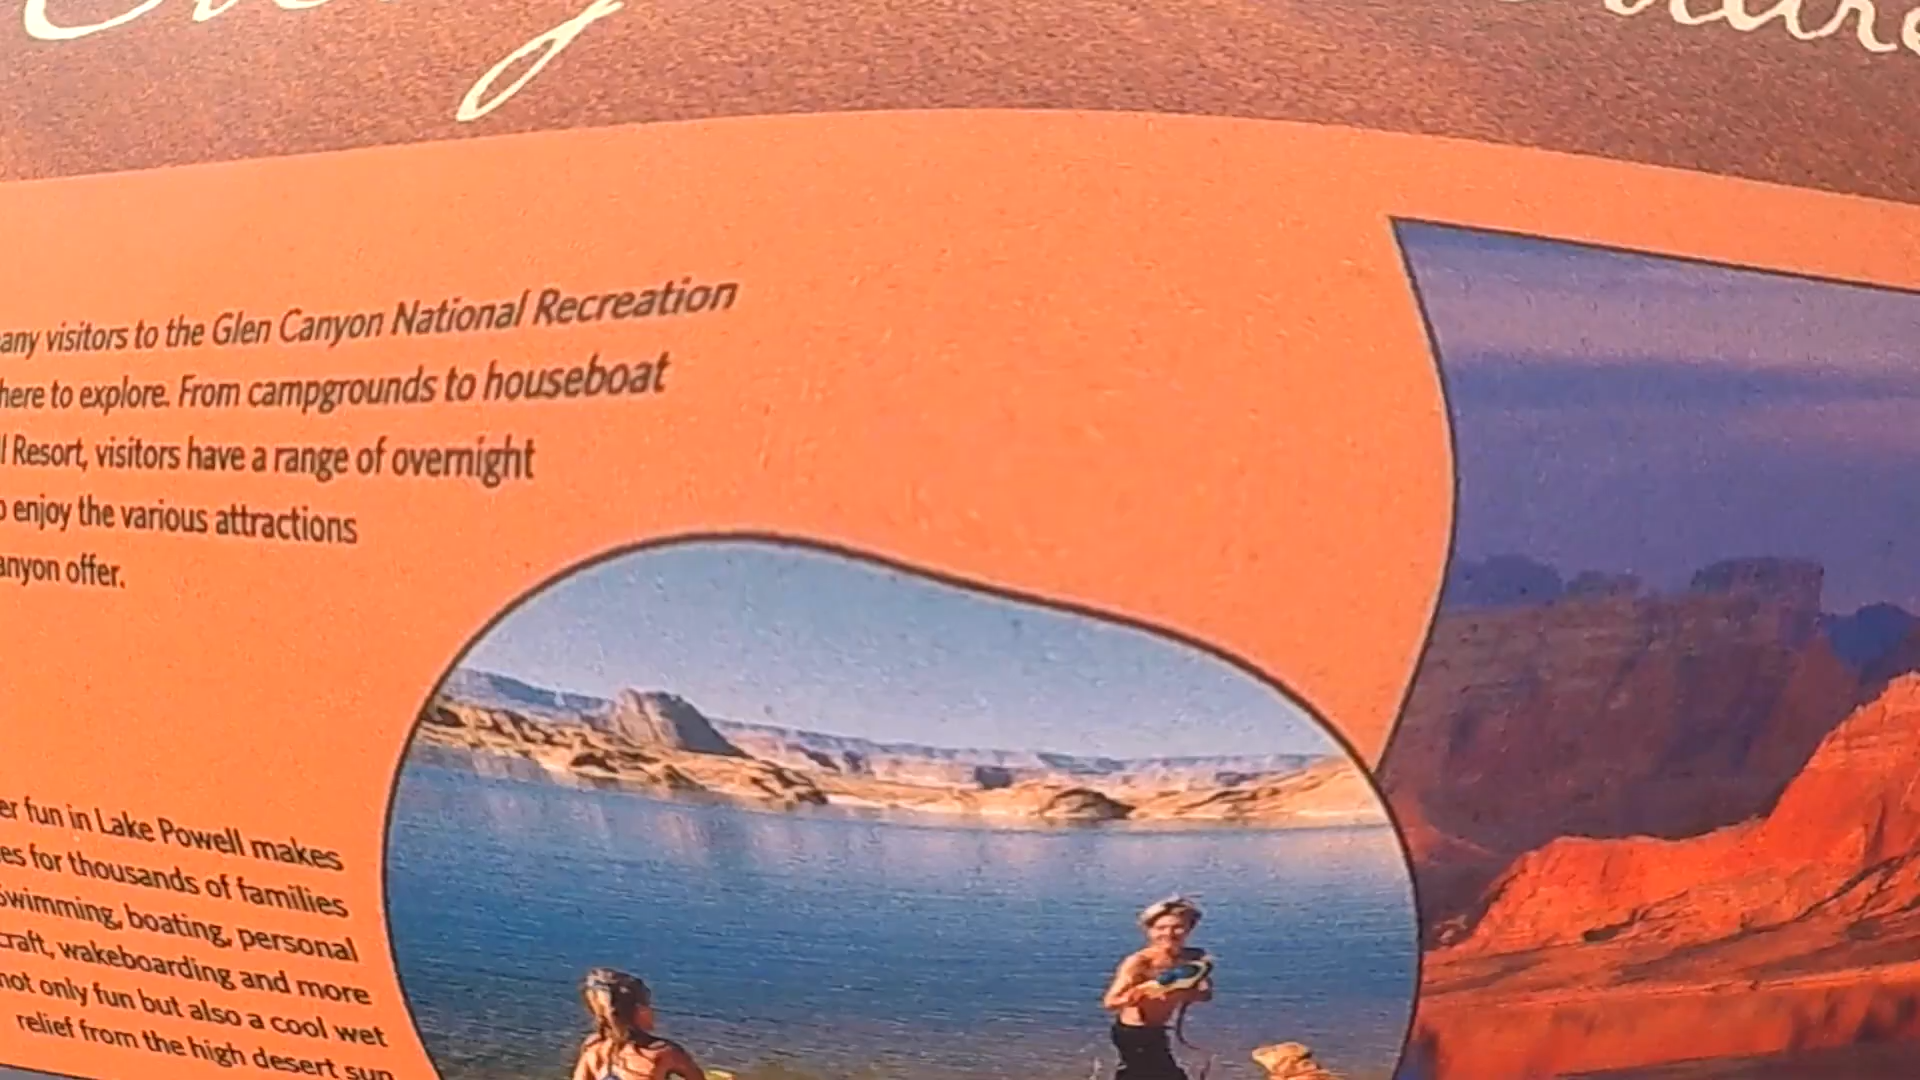 any visitors to the Glen Canyon National Recreation
here to explore. From campgrounds to houseboat
l Resort, visitors have a range of overnight
o enjoy the various attractions
anyon offer.
er fun in Lake Powell makes
es for thousands of families
Swimming, boating, personal
craft, wakeboarding and more
not only fun but also a cool wet
relief from the high desert sun